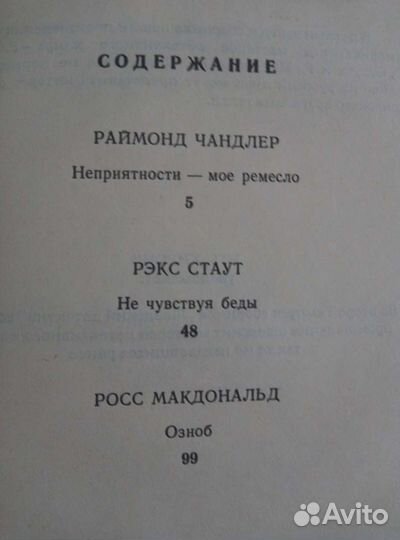 СОДЕРЖАНИЕ
РАЙМОНД ЧАНДЛЕР
Неприятности — мое ремесло
5
РЭКС СТАУТ
Не чувствуя беды
48
РОСС МАКДОНАЛЬД
Озноб
99
Avito